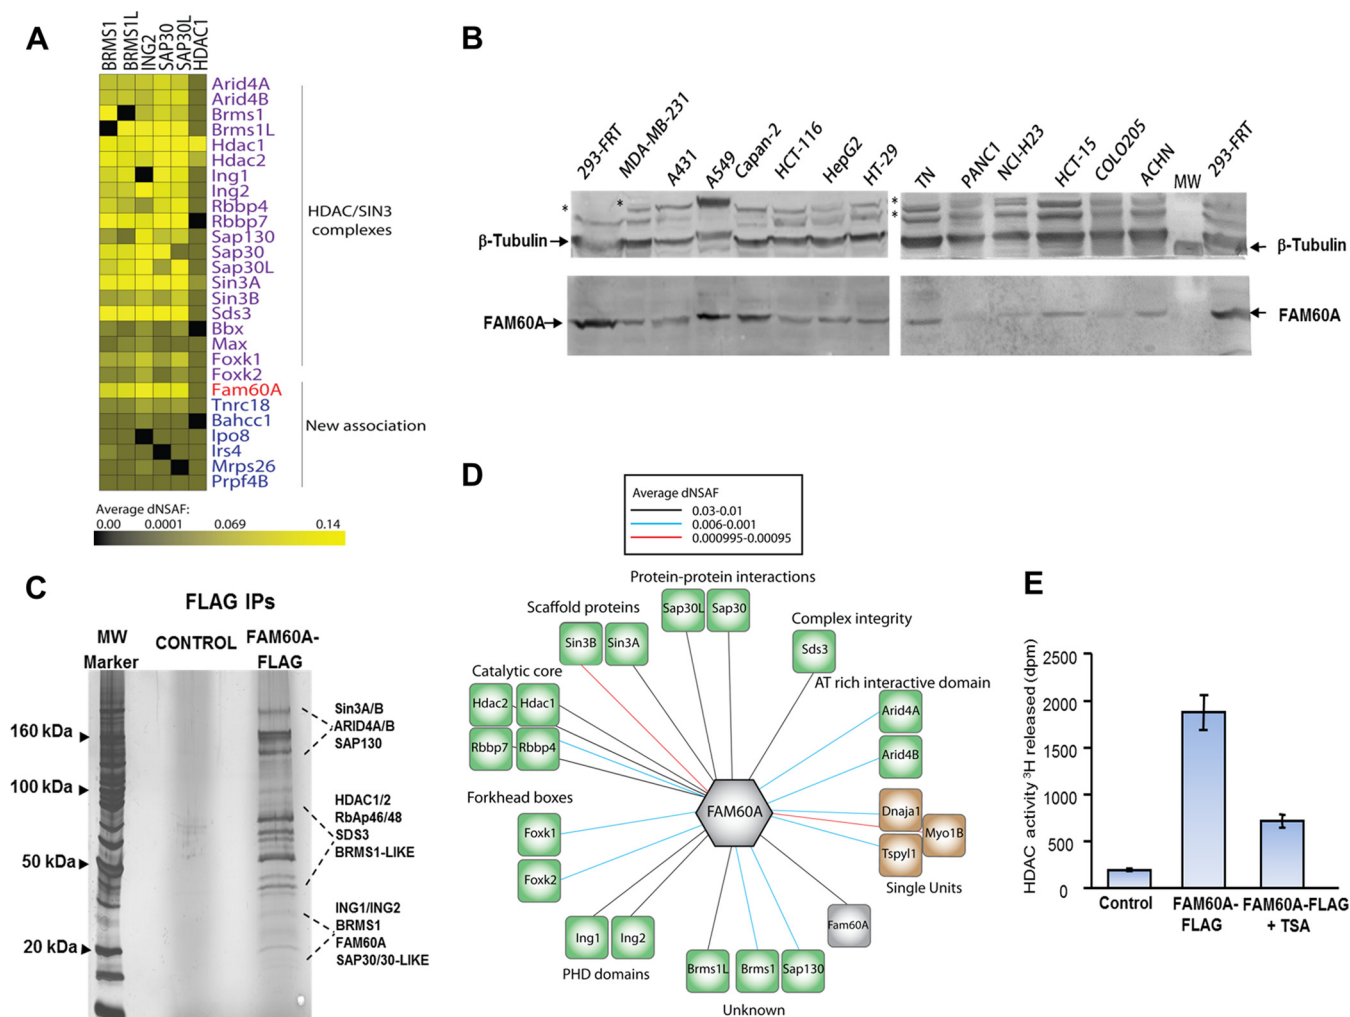 A
BRMS1
BRMS1L
ING2
SAP30
SAP30L
HDAC1
Arid4A
Arid4B
Brms1
Brms1L
Hdac1
Hdac2
Ing1
Ing2
Rbbp4
Rbbp7
Sap130
Sap30
Sap30L
Sin3A
Sin3B
Sds3
Bbx
Max
Foxk1
Foxk2
Fam60A
Tnrc18
Bahcc1
Ipo8
Irs4
Mrps26
Prpf4B
HDAC/SIN3
complexes
New association
Average dNSAF:
0.00 0.0001 0.069 0.14
B
293-FRT
MDA-MB-231
A431
A549
Capan-2
HCT-116
HepG2
HT-29
TN
PANC1
NCI-H23
HCT-15
COLO205
ACHN
MW
293-FRT
*
*
*
*
β-Tubulin
β-Tubulin
FAM60A
FAM60A
C
FLAG IPs
MW
Marker
CONTROL
FAM60A-
FLAG
160 kDa
100 kDa
50 kDa
20 kDa
Sin3A/B
ARID4A/B
SAP130
HDAC1/2
RbAp46/48
SDS3
BRMS1-LIKE
ING1/ING2
BRMS1
FAM60A
SAP30/30-LIKE
D
Average dNSAF
0.03-0.01
0.006-0.001
0.000995-0.00095
Protein-protein interactions
Sap30L
Sap30
Scaffold proteins
Sin3B
Sin3A
Complex integrity
Sds3
Catalytic core
Hdac2
Hdac1
Rbbp7
Rbbp4
AT rich interactive domain
Arid4A
Arid4B
FAM60A
Forkhead boxes
Foxk1
Foxk2
Dnaja1
Myo1B
Tspyl1
Single Units
Fam60A
Ing1
Ing2
PHD domains
Brms1L
Brms1
Sap130
Unknown
E
HDAC activity ³H released (dpm)
2500
2000
1500
1000
500
0
Control
FAM60A-
FLAG
FAM60A-FLAG
+ TSA